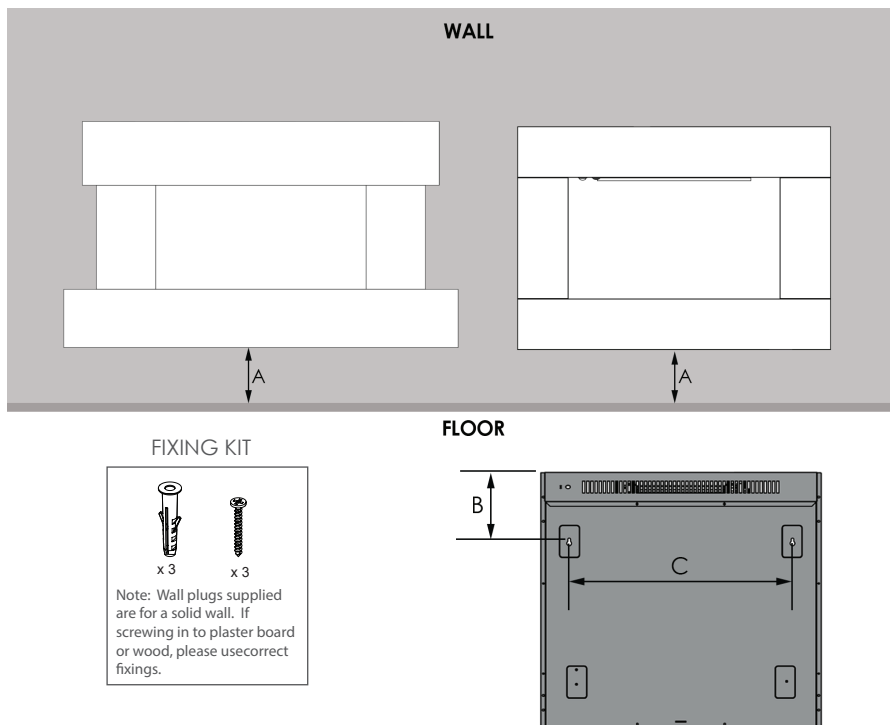 WALL
A
A
FLOOR
FIXING KIT
x 3
x 3
Note: Wall plugs supplied
are for a solid wall. If
screwing in to plaster board
or wood, please usecorrect
fixings.
B
C